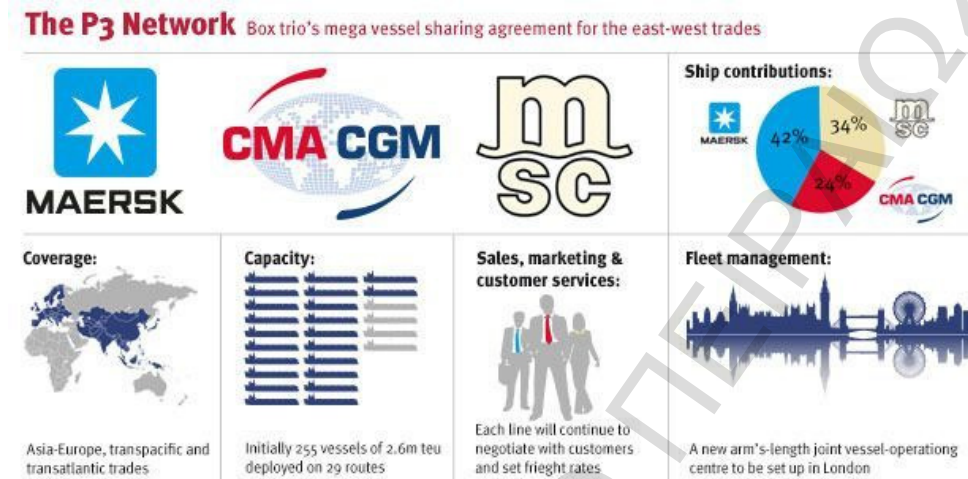 The P3 Network Box trio's mega vessel sharing agreement for the east-west trades
MAERSK
CMA CGM
msc
Ship contributions:
MAERSK
42%
34%
msc
24%
CMA CGM
Coverage:
Asia-Europe, transpacific and
transatlantic trades
Capacity:
Initially 255 vessels of 2.6m teu
deployed on 29 routes
Sales, marketing &
customer services:
Each line will continue to
negotiate with customers
and set frieght rates
Fleet management:
A new arm's-length joint vessel-operationg
centre to be set up in London
ΠΕΙΡΑΙΩ